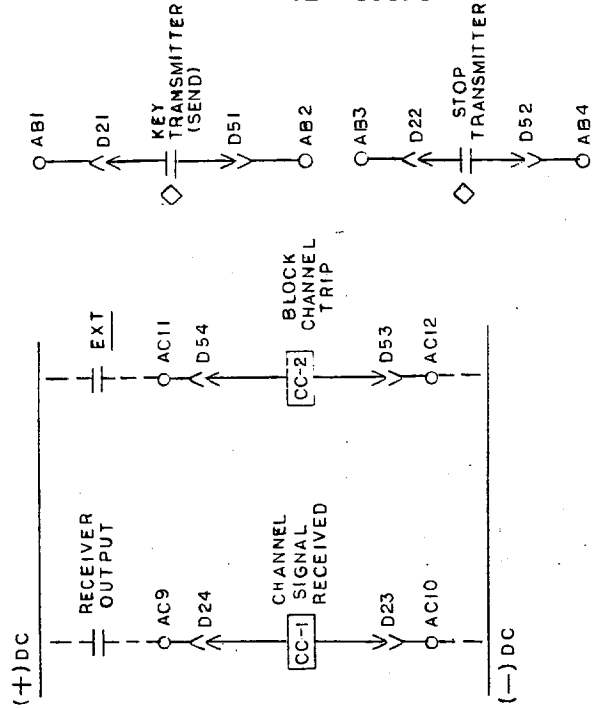 (+) DC
RECEIVER
OUTPUT
AC9
D24
CC-1
CHANNEL
SIGNAL
RECEIVED
D23
AC10
(—) DC
EXT
AC11
D54
CC-2
BLOCK
CHANNEL
TRIP
D53
AC12
AB1
D21
KEY
TRANSMITTER
(SEND)
D51
AB2
AB3
D22
STOP
TRANSMITTER
D52
AB4